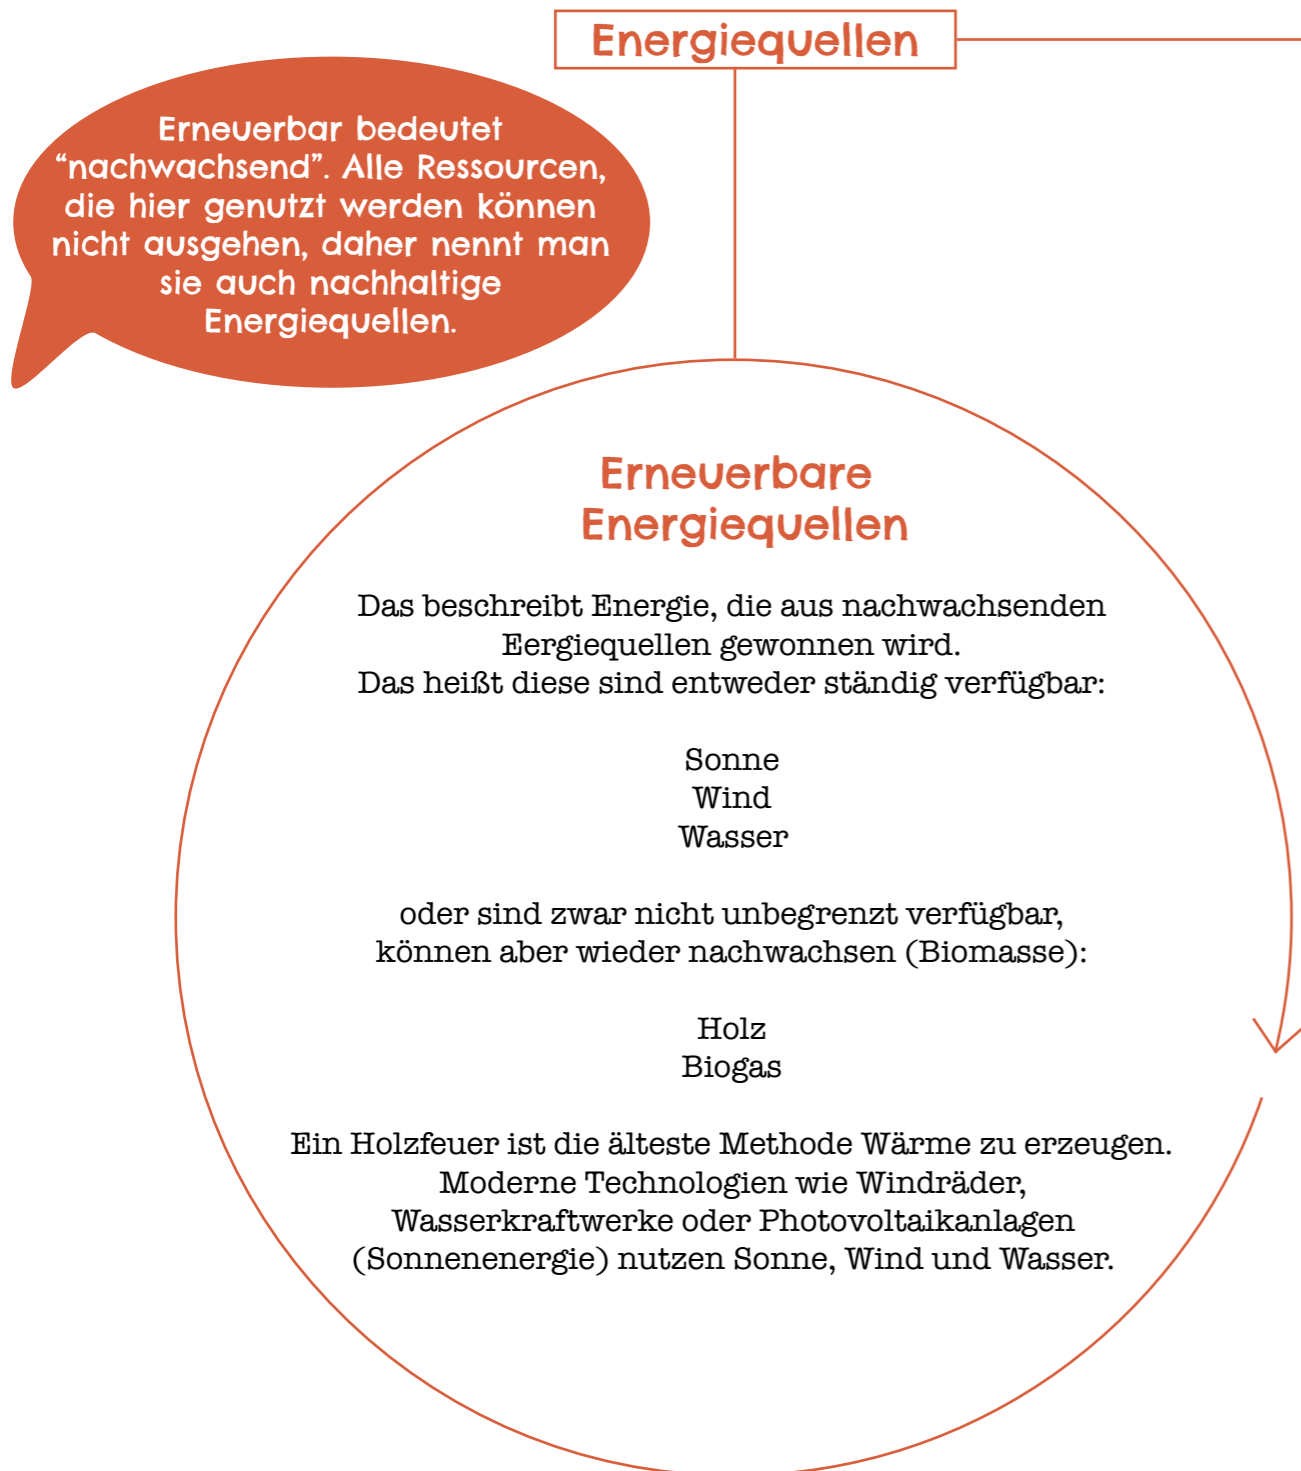 Energiequellen
Erneuerbar bedeutet
“nachwachsend”. Alle Ressourcen,
die hier genutzt werden können
nicht ausgehen, daher nennt man
sie auch nachhaltige
Energiequellen.
Erneuerbare
Energiequellen
Das beschreibt Energie, die aus nachwachsenden
Eergiequellen gewonnen wird.
Das heißt diese sind entweder ständig verfügbar:
Sonne
Wind
Wasser
oder sind zwar nicht unbegrenzt verfügbar,
können aber wieder nachwachsen (Biomasse):
Holz
Biogas
Ein Holzfeuer ist die älteste Methode Wärme zu erzeugen.
Moderne Technologien wie Windräder,
Wasserkraftwerke oder Photovoltaikanlagen
(Sonnenenergie) nutzen Sonne, Wind und Wasser.